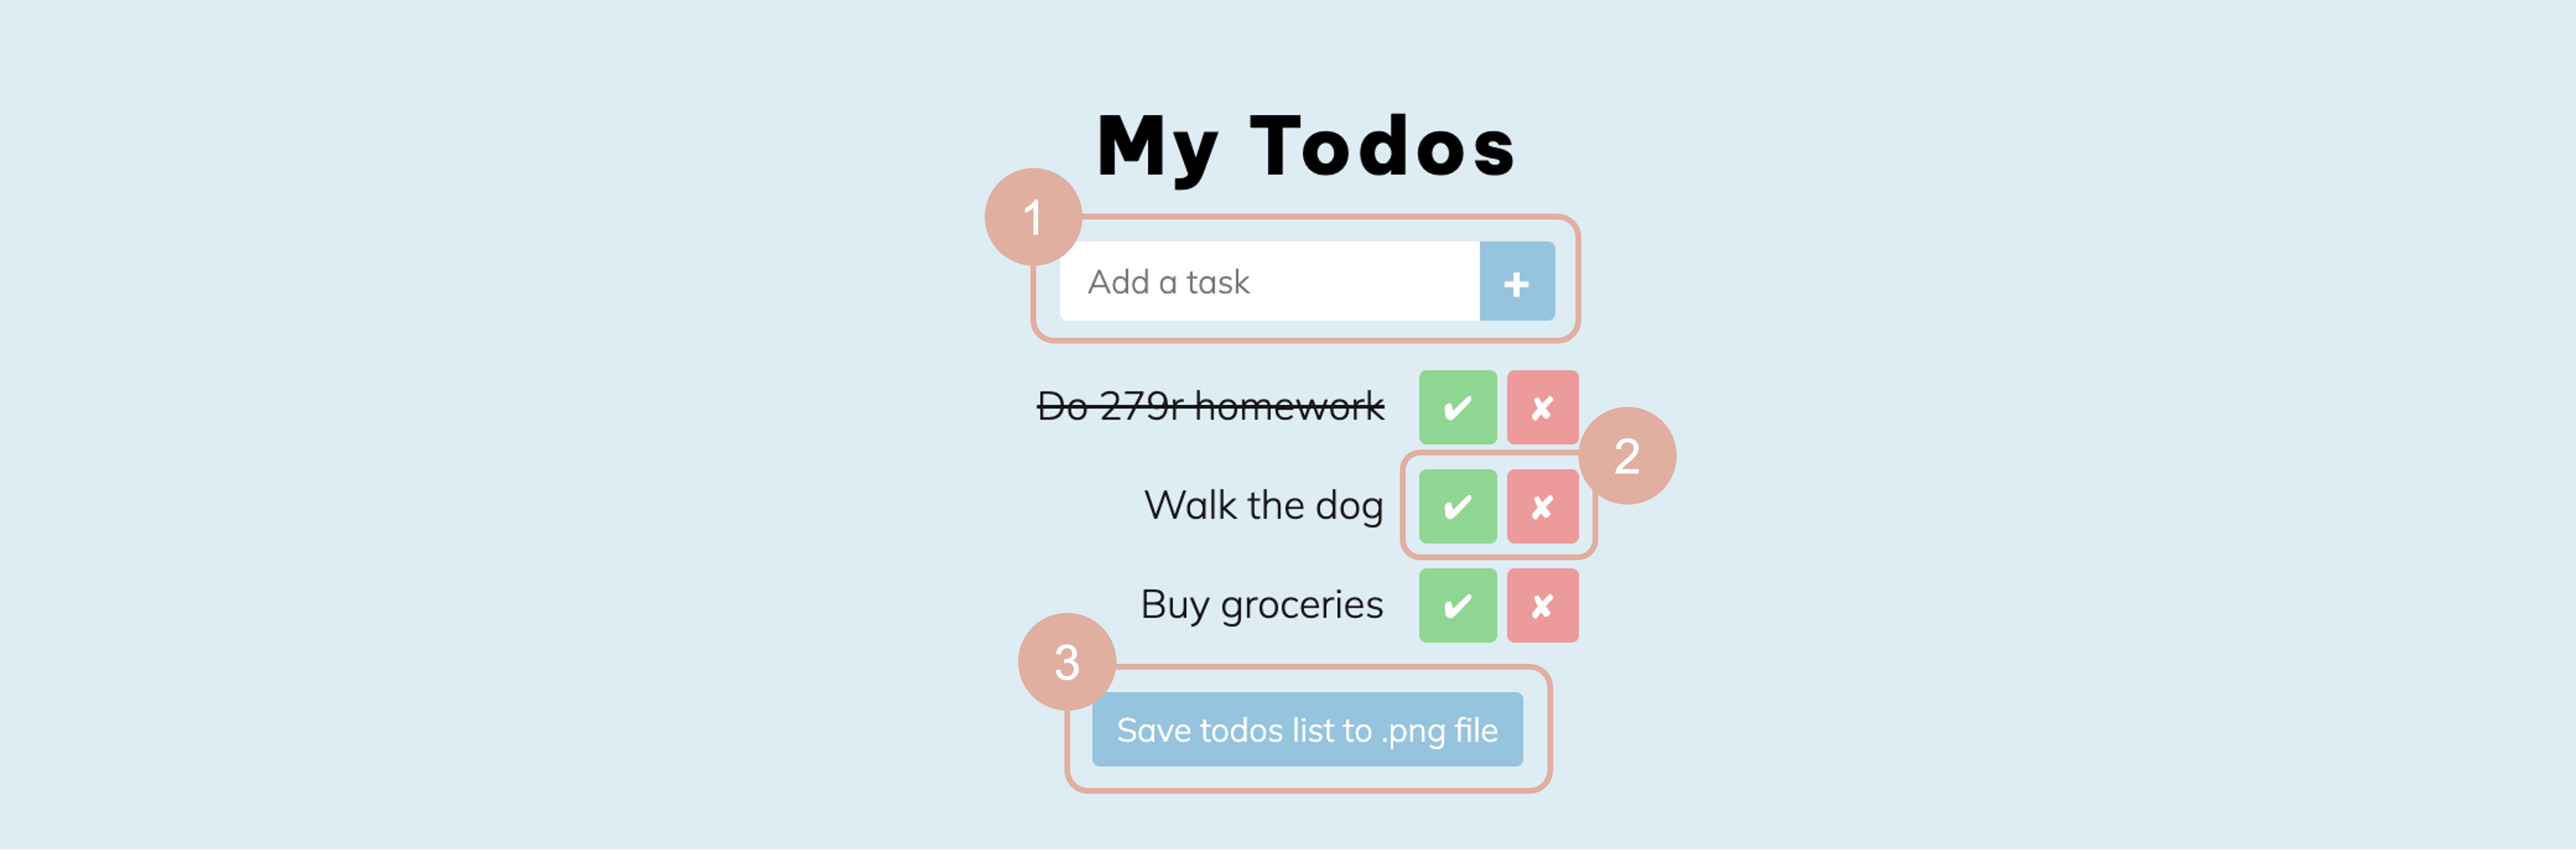 My Todos
1
Add a task +
Do 279r homework ✔ ✘
2
Walk the dog ✔ ✘
Buy groceries ✔ ✘
3
Save todos list to .png file